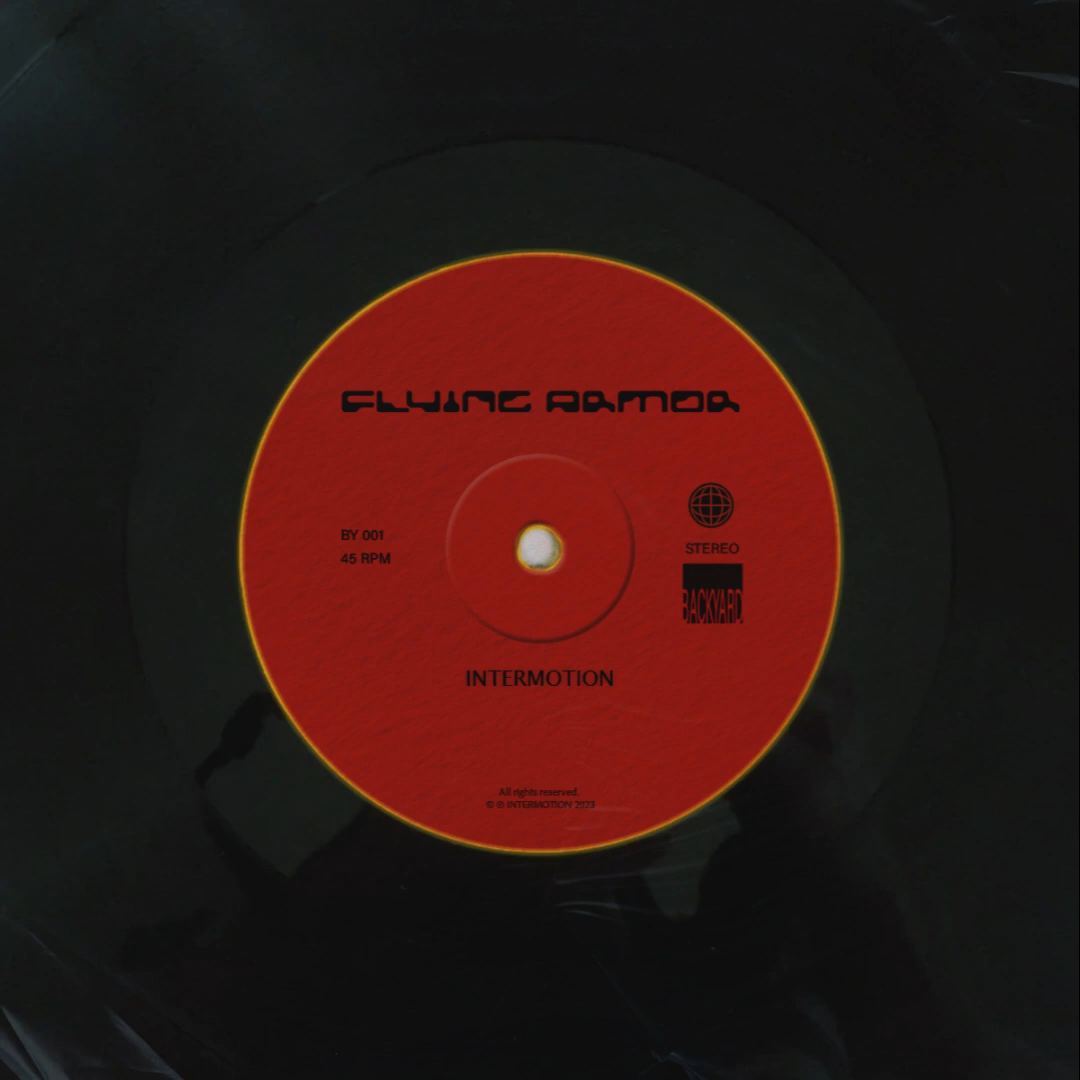 FLYING ARMOR
BY 001
45 RPM
STEREO
BACKYARD
INTERMOTION
All rights reserved.
© ℗ INTERMOTION 2023